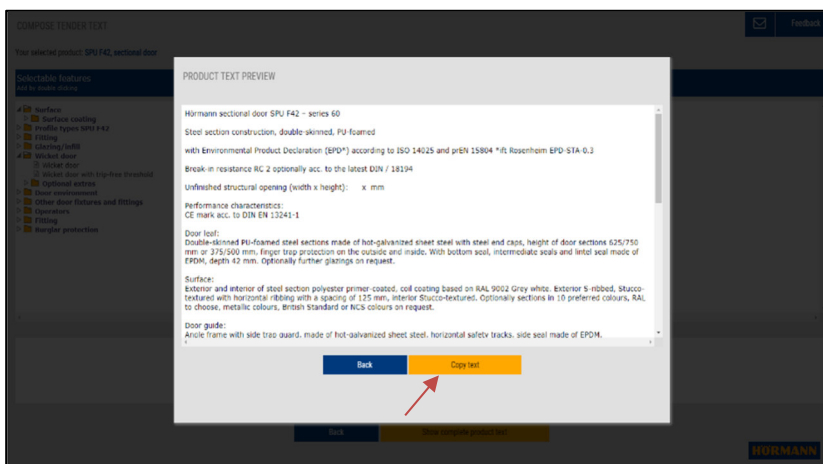 COMPOSE TENDER TEXT
Feedback
Your selected product: SPU F42, sectional door
Selectable features
Add by double clicking
Surface
Surface coating
Profile types SPU F42
Fitting
Glazing/infill
Wicket door
Wicket door
Wicket door with trip-free threshold
Optional extras
Door environment
Other door fixtures and fittings
Operators
Fitting
Burglar protection
PRODUCT TEXT PREVIEW
Hörmann sectional door SPU F42 – series 60
Steel section construction, double-skinned, PU-foamed
with Environmental Product Declaration (EPD*) according to ISO 14025 and prEN 15804 *ift Rosenheim EPD-STA-0.3
Break-in resistance RC 2 optionally acc. to the latest DIN / 18194
Unfinished structural opening (width x height): x mm
Performance characteristics:
CE mark acc. to DIN EN 13241-1
Door leaf:
Double-skinned PU-foamed steel sections made of hot-galvanized sheet steel with steel end caps, height of door sections 625/750
mm or 375/500 mm, finger trap protection on the outside and inside. With bottom seal, intermediate seals and lintel seal made of
EPDM, depth 42 mm. Optionally further glazings on request.
Surface:
Exterior and interior of steel section polyester primer-coated, coil coating based on RAL 9002 Grey white. Exterior S-ribbed, Stucco-
textured with horizontal ribbing with a spacing of 125 mm, interior Stucco-textured. Optionally sections in 10 preferred colours, RAL
to choose, metallic colours, British Standard or NCS colours on request.
Door guide:
Angle frame with side trap guard, made of hot-galvanized sheet steel, horizontal safety tracks, side seal made of EPDM.
Back
Copy text
Back
Show complete product text
HÖRMANN